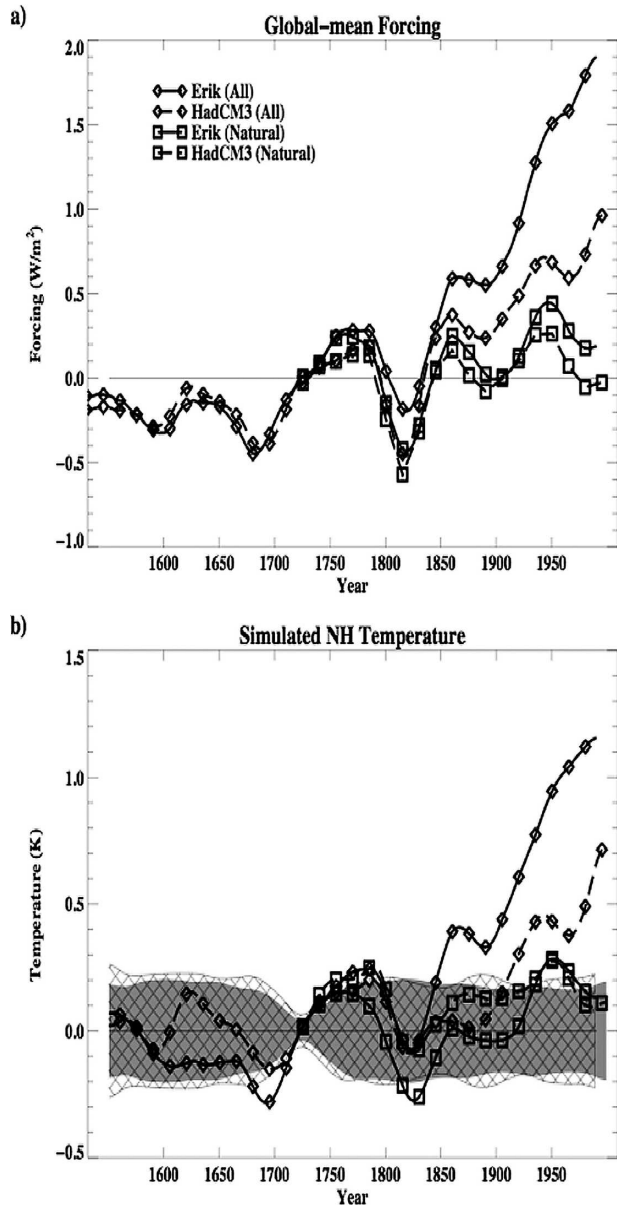 a)
Global-mean Forcing
2.0
1.5
1.0
0.5
0.0
-0.5
-1.0
Forcing (W/m²)
Erik (All)
HadCM3 (All)
Erik (Natural)
HadCM3 (Natural)
1600 1650 1700 1750 1800 1850 1900 1950
Year
b)
Simulated NH Temperature
1.5
1.0
0.5
0.0
-0.5
Temperature (K)
1600 1650 1700 1750 1800 1850 1900 1950
Year